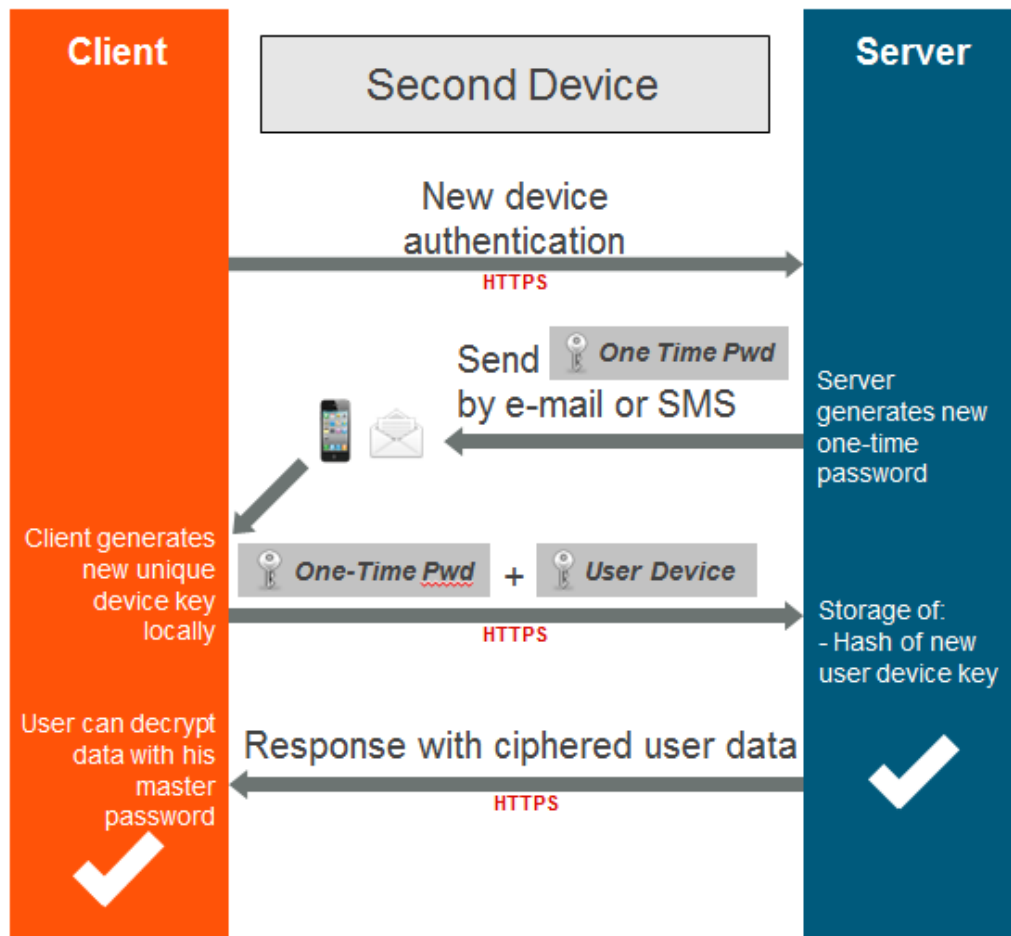 Client
Second Device
Server
New device
authentication
HTTPS
Send One Time Pwd
by e-mail or SMS
Server
generates new
one-time
password
Client generates
new unique
device key
locally
One-Time Pwd + User Device
HTTPS
Storage of:
- Hash of new
user device key
User can decrypt
data with his
master
password
Response with ciphered user data
HTTPS